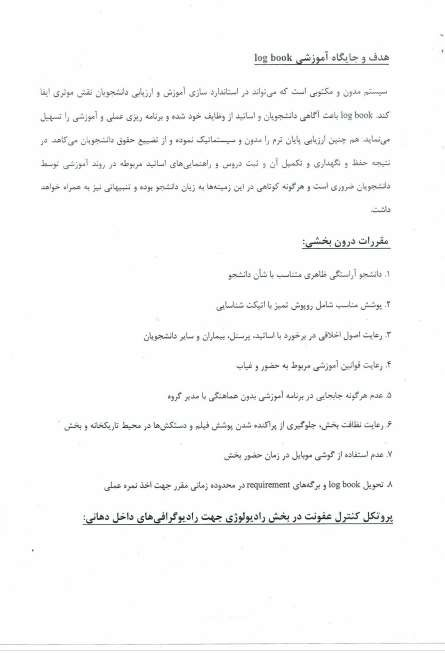 هدف و جایگاه آموزشی log book
سیستم مدون و مکتوبی است که می‌تواند در استاندارد سازی آموزش و ارزیابی دانشجویان نقش موثری ایفا
کند. log book باعث آگاهی دانشجویان و اساتید از وظایف خود شده و برنامه ریزی عملی و آموزشی را تسهیل
می‌نماید. هم چنین ارزیابی پایان ترم را مدون و سیستماتیک نموده و از تضییع حقوق دانشجویان می‌کاهد. در
نتیجه حفظ و نگهداری و تکمیل آن و ثبت دروس و راهنمایی‌های اساتید مربوطه در روند آموزشی توسط
دانشجویان ضروری است و هرگونه کوتاهی در این زمینه‌ها به زیان دانشجو بوده و تنبیهاتی نیز به همراه خواهد
داشت.
مقررات درون بخشی:
۱. دانشجو آراستگی ظاهری متناسب با شأن دانشجو
۲. پوشش مناسب شامل روپوش تمیز با اتیکت شناسایی
۳. رعایت اصول اخلاقی در برخورد با اساتید، پرسنل، بیماران و سایر دانشجویان
۴. رعایت قوانین آموزشی مربوط به حضور و غیاب
۵. عدم هرگونه جابجایی در برنامه آموزشی بدون هماهنگی با مدیر گروه
۶. رعایت نظافت بخش، جلوگیری از پراکنده شدن پوشش فیلم و دستکش‌ها در محیط تاریکخانه و بخش
۷. عدم استفاده از گوشی موبایل در زمان حضور بخش
۸. تحویل log book و برگه‌های requirement در محدوده زمانی مقرر جهت اخذ نمره عملی
پروتکل کنترل عفونت در بخش رادیولوژی جهت رادیوگرافی‌های داخل دهانی: